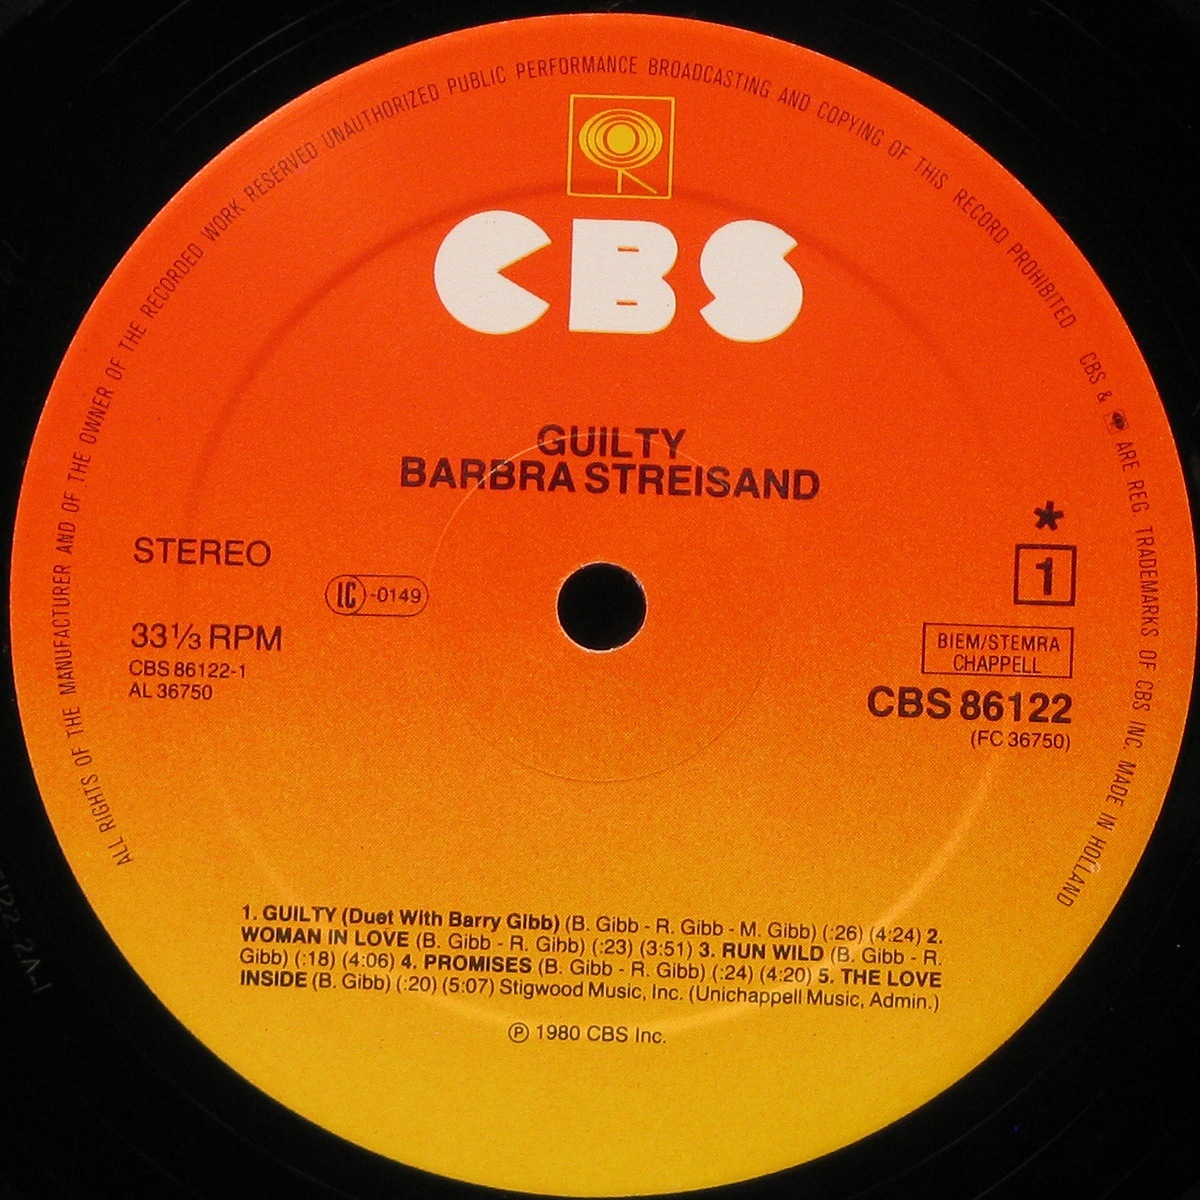 ALL RIGHTS OF THE MANUFACTURER AND OF THE OWNER OF THE RECORDED WORK RESERVED UNAUTHORIZED PUBLIC PERFORMANCE BROADCASTING AND COPYING OF THIS RECORD PROHIBITED CBS & ARE REG. TRADEMARKS OF CBS INC. MADE IN HOLLAND
CBS
GUILTY
BARBRA STREISAND
STEREO
LC-0149
33⅓ RPM
CBS 86122-1
AL 36750
*
1
BIEM/STEMRA
CHAPPELL
CBS 86122
(FC 36750)
1. GUILTY (Duet With Barry Gibb) (B. Gibb - R. Gibb - M. Gibb) (:26) (4:24) 2.
WOMAN IN LOVE (B. Gibb - R. Gibb) (:23) (3:51) 3. RUN WILD (B. Gibb - R.
Gibb) (:18) (4:06) 4. PROMISES (B. Gibb - R. Gibb) (:24) (4:20) 5. THE LOVE
INSIDE (B. Gibb) (:20) (5:07) Stigwood Music, Inc. (Unichappell Music, Admin.)
℗ 1980 CBS Inc.